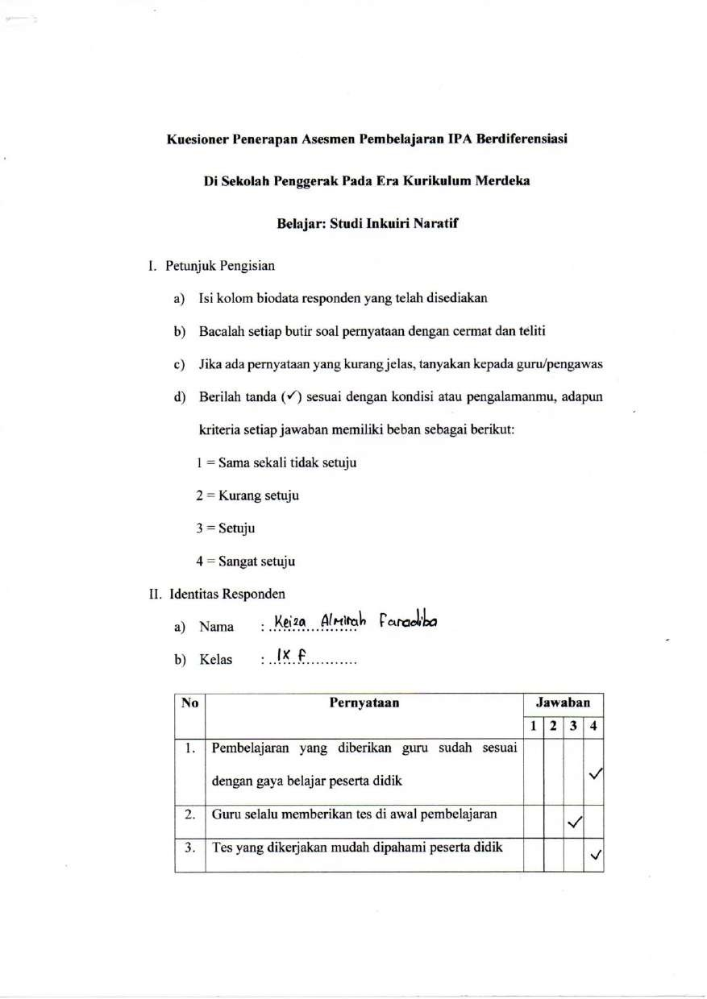 Kuesioner Penerapan Asesmen Pembelajaran IPA Berdiferensiasi
Di Sekolah Penggerak Pada Era Kurikulum Merdeka
Belajar: Studi Inkuiri Naratif
I. Petunjuk Pengisian
a) Isi kolom biodata responden yang telah disediakan
b) Bacalah setiap butir soal pernyataan dengan cermat dan teliti
c) Jika ada pernyataan yang kurang jelas, tanyakan kepada guru/pengawas
d) Berilah tanda (✓) sesuai dengan kondisi atau pengalamanmu, adapun
kriteria setiap jawaban memiliki beban sebagai berikut:
1 = Sama sekali tidak setuju
2 = Kurang setuju
3 = Setuju
4 = Sangat setuju
II. Identitas Responden
a) Nama : Keiza Almirah Faradiba
b) Kelas : IX F
No Pernyataan Jawaban
1 2 3 4
1. Pembelajaran yang diberikan guru sudah sesuai
dengan gaya belajar peserta didik ✓
2. Guru selalu memberikan tes di awal pembelajaran ✓
3. Tes yang dikerjakan mudah dipahami peserta didik ✓